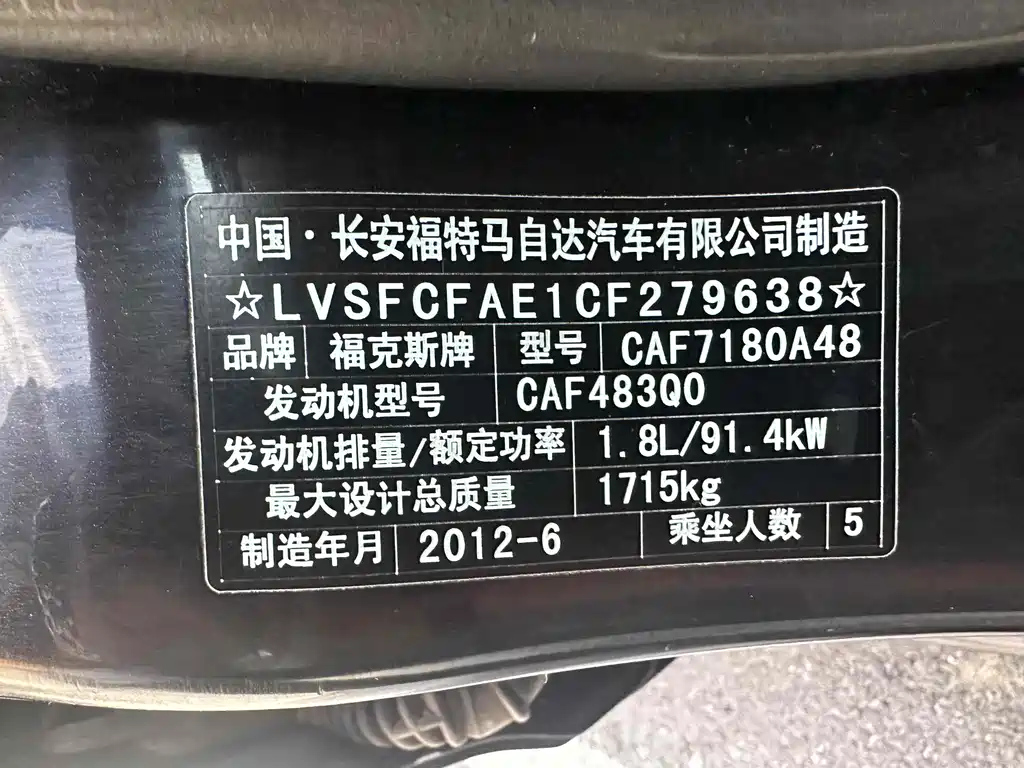 中国·长安福特马自达汽车有限公司制造
☆LVSFCFAE1CF279638☆
品牌 福克斯牌 型号 CAF7180A48
发动机型号 CAF483Q0
发动机排量/额定功率 1.8L/91.4kW
最大设计总质量 1715kg
制造年月 2012-6 乘坐人数 5